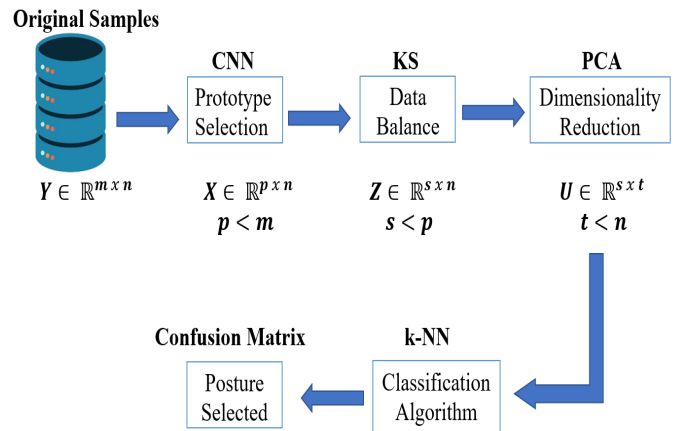 Original Samples
CNN
KS
PCA
Prototype
Selection
Data
Balance
Dimensionality
Reduction
Y ∈ ℝ^{m x n}
X ∈ ℝ^{p x n}
p < m
Z ∈ ℝ^{s x n}
s < p
U ∈ ℝ^{s x t}
t < n
Confusion Matrix
k-NN
Posture
Selected
Classification
Algorithm